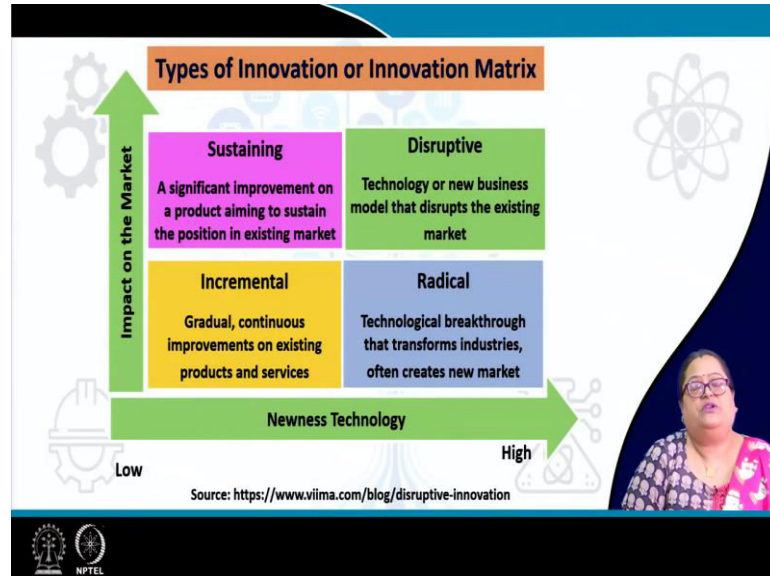 Types of Innovation or Innovation Matrix
Impact on the Market
Sustaining
A significant improvement on
a product aiming to sustain
the position in existing market
Disruptive
Technology or new business
model that disrupts the existing
market
Incremental
Gradual, continuous
improvements on existing
products and services
Radical
Technological breakthrough
that transforms industries,
often creates new market
Newness Technology
Low
High
Source: https://www.viima.com/blog/disruptive-innovation
NPTEL